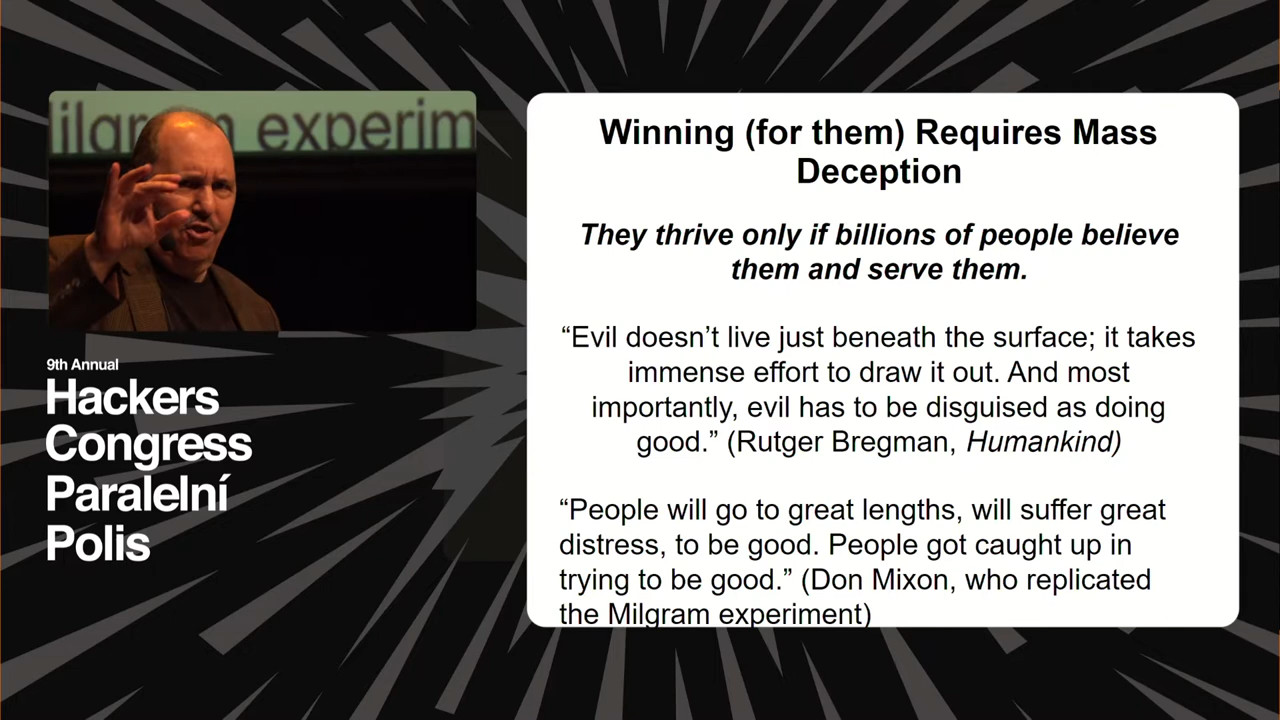 ilgram experim
9th Annual
Hackers
Congress
Paralelní
Polis
Winning (for them) Requires Mass
Deception
They thrive only if billions of people believe
them and serve them.
“Evil doesn’t live just beneath the surface; it takes
immense effort to draw it out. And most
importantly, evil has to be disguised as doing
good.” (Rutger Bregman, Humankind)
“People will go to great lengths, will suffer great
distress, to be good. People got caught up in
trying to be good.” (Don Mixon, who replicated
the Milgram experiment)